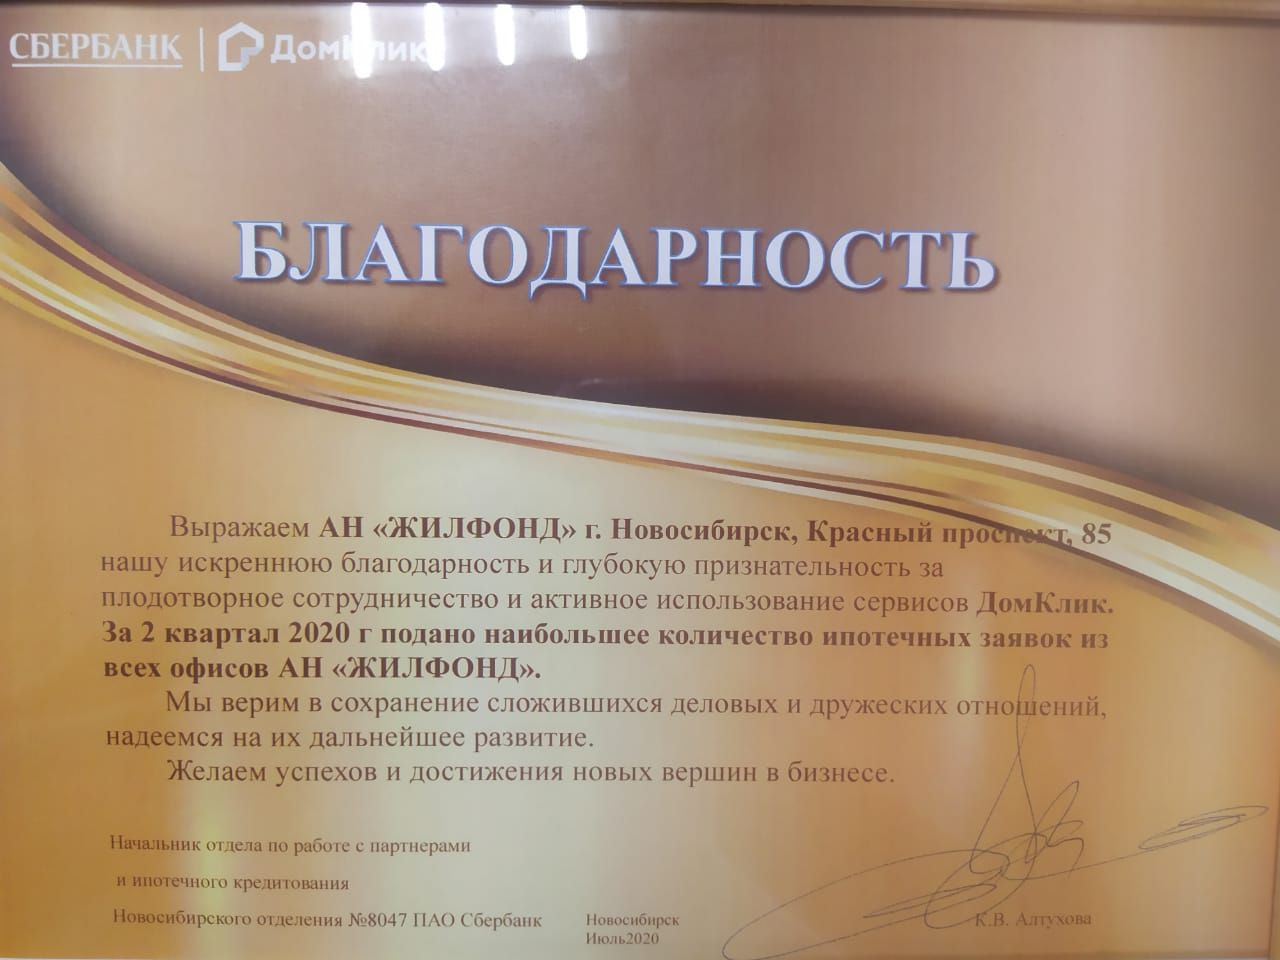 СБЕРБАНК | ДомКлик
БЛАГОДАРНОСТЬ
Выражаем АН «ЖИЛФОНД» г. Новосибирск, Красный проспект, 85
нашу искреннюю благодарность и глубокую признательность за
плодотворное сотрудничество и активное использование сервисов ДомКлик.
За 2 квартал 2020 г подано наибольшее количество ипотечных заявок из
всех офисов АН «ЖИЛФОНД».
Мы верим в сохранение сложившихся деловых и дружеских отношений,
надеемся на их дальнейшее развитие.
Желаем успехов и достижения новых вершин в бизнесе.
Начальник отдела по работе с партнерами
и ипотечного кредитования
Новосибирского отделения №8047 ПАО Сбербанк
Новосибирск
Июль2020
К.В. Алтухова